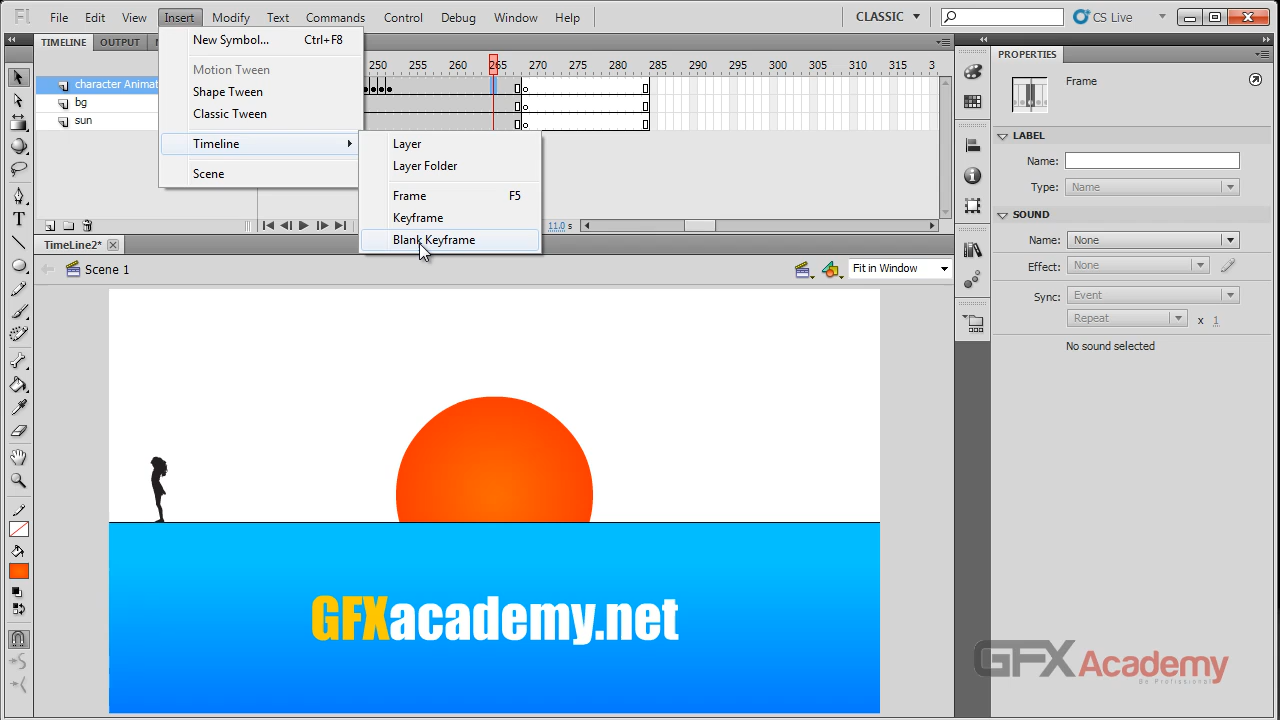 Fl File Edit View Insert Modify Text Commands Control Debug Window Help CLASSIC CS Live
TIMELINE OUTPUT
New Symbol... Ctrl+F8
Motion Tween
Shape Tween
Classic Tween
Timeline
Scene
250 255 260 265 270 275 280 285 290 295 300 305 310 315 3
character Animat
bg
sun
Layer
Layer Folder
Frame F5
Keyframe
Blank Keyframe
11.0 s
TimeLine2*
Scene 1
Fit in Window
PROPERTIES
Frame
LABEL
Name:
Type: Name
SOUND
Name: None
Effect: None
Sync: Event
Repeat x 1
No sound selected
GFXacademy.net
GFX Academy
Be Professional